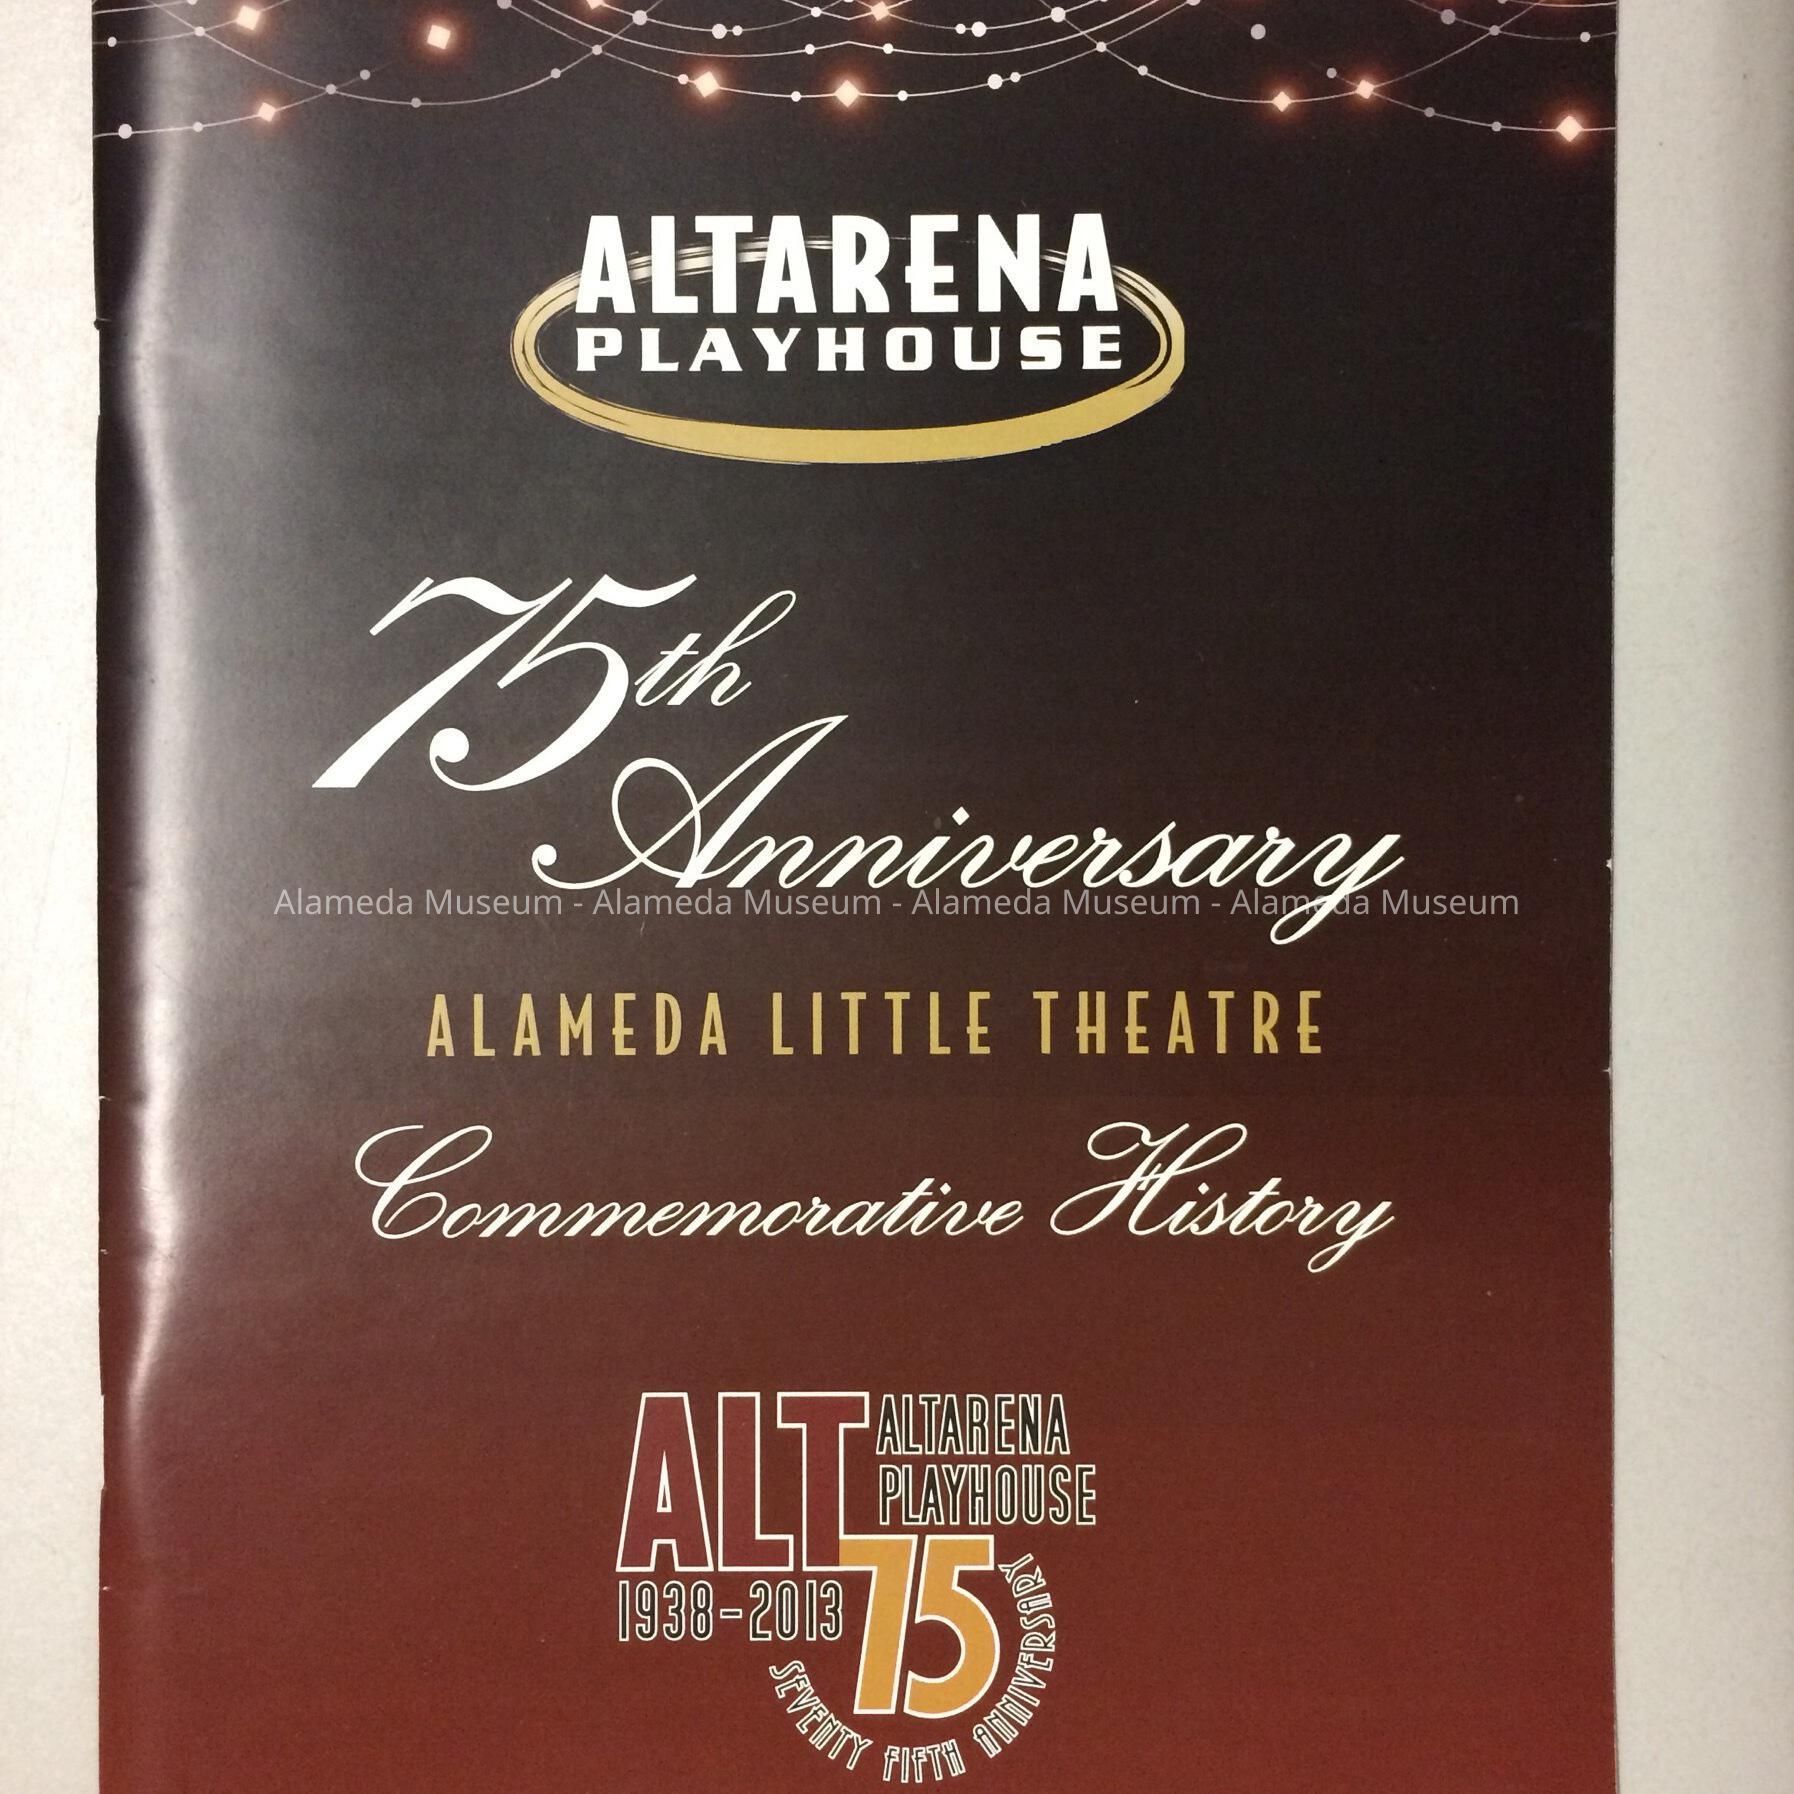 ALTARENA
PLAYHOUSE
75th
Anniversary
Alameda Museum - Alameda Museum - Alameda Museum - Alameda Museum
ALAMEDA LITTLE THEATRE
Commemorative History
ALT ALTARENA
PLAYHOUSE
1938-2013
75
SEVENTY FIFTH ANNIVERSARY